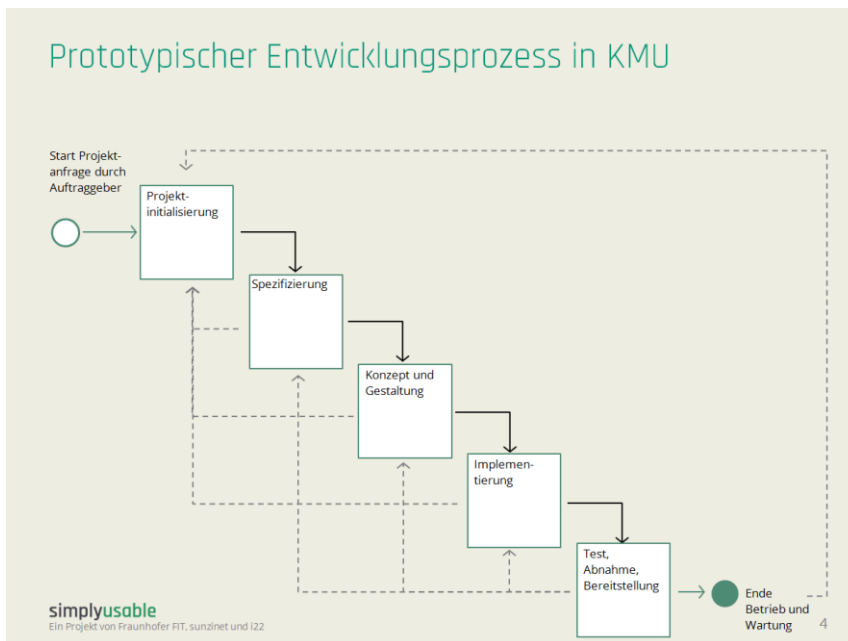 Prototypischer Entwicklungsprozess in KMU
Start Projekt-
anfrage durch
Auftraggeber
Projekt-
initialisierung
Spezifizierung
Konzept und
Gestaltung
Implemen-
tierung
Test,
Abnahme,
Bereitstellung
Ende
Betrieb und
Wartung
simplyusable
Ein Projekt von Fraunhofer FIT, sunzinet und i22
4